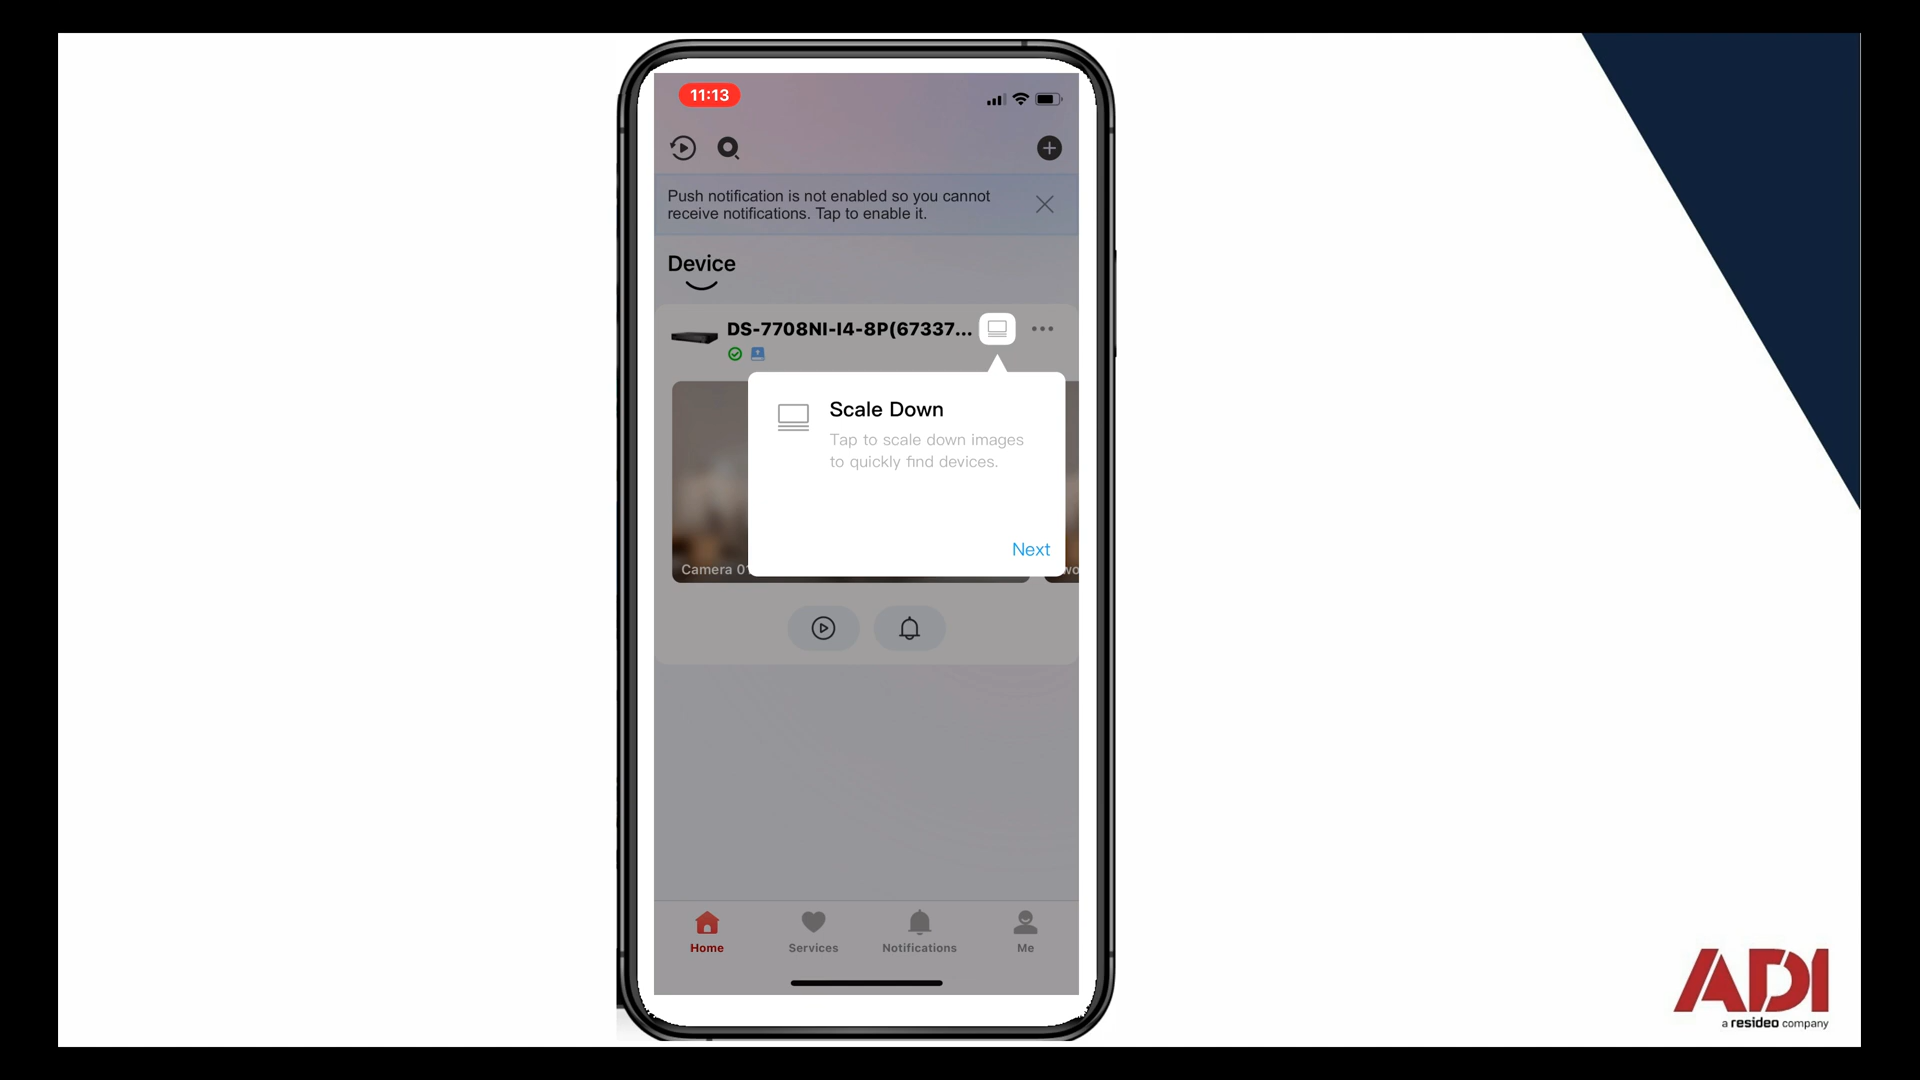 11:13
Push notification is not enabled so you cannot
receive notifications. Tap to enable it.
Device
DS-7708NI-I4-8P(67337...
Scale Down
Tap to scale down images
to quickly find devices.
Next
Camera 01
wo
Home
Services
Notifications
Me
ADI
a resideo company